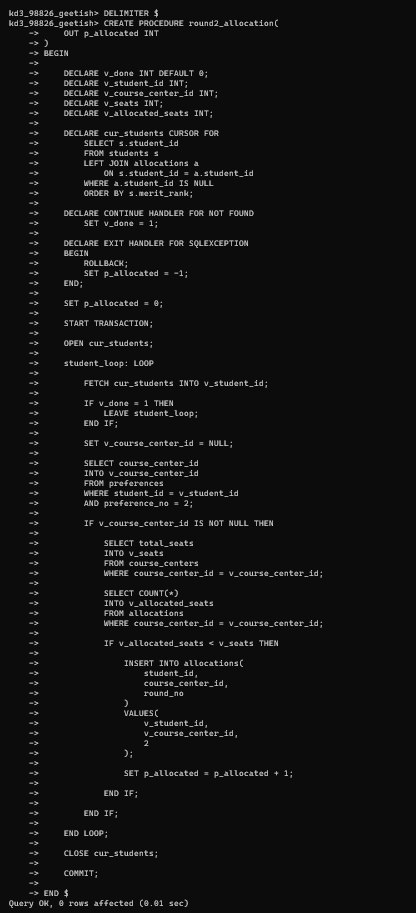 kd3_98826_geetish> DELIMITER $
kd3_98826_geetish> CREATE PROCEDURE round2_allocation(
    ->     OUT p_allocated INT
    -> )
    -> BEGIN
    ->
    ->     DECLARE v_done INT DEFAULT 0;
    ->     DECLARE v_student_id INT;
    ->     DECLARE v_course_center_id INT;
    ->     DECLARE v_seats INT;
    ->     DECLARE v_allocated_seats INT;
    ->
    ->     DECLARE cur_students CURSOR FOR
    ->         SELECT s.student_id
    ->         FROM students s
    ->         LEFT JOIN allocations a
    ->             ON s.student_id = a.student_id
    ->         WHERE a.student_id IS NULL
    ->         ORDER BY s.merit_rank;
    ->
    ->     DECLARE CONTINUE HANDLER FOR NOT FOUND
    ->         SET v_done = 1;
    ->
    ->     DECLARE EXIT HANDLER FOR SQLEXCEPTION
    ->     BEGIN
    ->         ROLLBACK;
    ->         SET p_allocated = -1;
    ->     END;
    ->
    ->     SET p_allocated = 0;
    ->
    ->     START TRANSACTION;
    ->
    ->     OPEN cur_students;
    ->
    ->     student_loop: LOOP
    ->
    ->         FETCH cur_students INTO v_student_id;
    ->
    ->         IF v_done = 1 THEN
    ->             LEAVE student_loop;
    ->         END IF;
    ->
    ->         SET v_course_center_id = NULL;
    ->
    ->         SELECT course_center_id
    ->         INTO v_course_center_id
    ->         FROM preferences
    ->         WHERE student_id = v_student_id
    ->         AND preference_no = 2;
    ->
    ->         IF v_course_center_id IS NOT NULL THEN
    ->
    ->             SELECT total_seats
    ->             INTO v_seats
    ->             FROM course_centers
    ->             WHERE course_center_id = v_course_center_id;
    ->
    ->             SELECT COUNT(*)
    ->             INTO v_allocated_seats
    ->             FROM allocations
    ->             WHERE course_center_id = v_course_center_id;
    ->
    ->             IF v_allocated_seats < v_seats THEN
    ->
    ->                 INSERT INTO allocations(
    ->                     student_id,
    ->                     course_center_id,
    ->                     round_no
    ->                 )
    ->                 VALUES(
    ->                     v_student_id,
    ->                     v_course_center_id,
    ->                     2
    ->                 );
    ->
    ->                 SET p_allocated = p_allocated + 1;
    ->
    ->             END IF;
    ->
    ->         END IF;
    ->
    ->     END LOOP;
    ->
    ->     CLOSE cur_students;
    ->
    ->     COMMIT;
    ->
    -> END $
Query OK, 0 rows affected (0.01 sec)